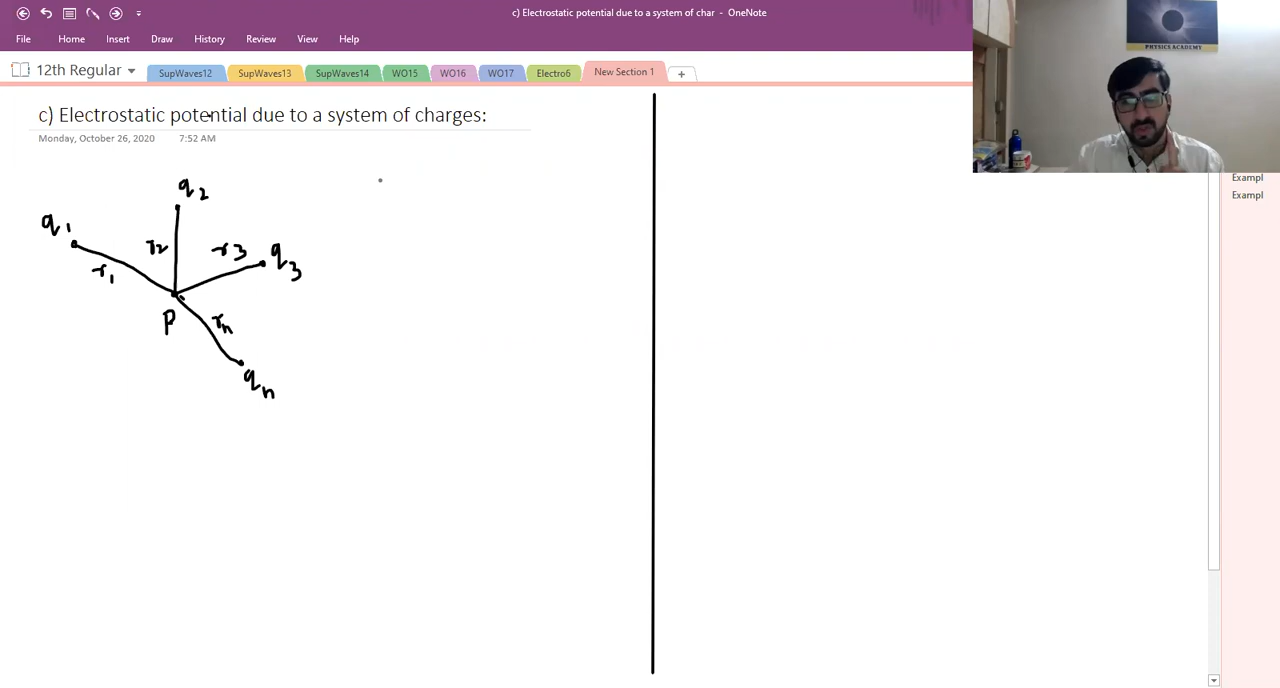 c) Electrostatic potential due to a system of char - OneNote
File Home Insert Draw History Review View Help
12th Regular SupWaves12 SupWaves13 SupWaves14 WO15 WO16 WO17 Electro6 New Section 1
c) Electrostatic potential due to a system of charges:
Monday, October 26, 2020 7:52 AM
q2
q1
r2 r3 q3
r1
P rn
qn
PHYSICS ACADEMY
Exampl
Exampl